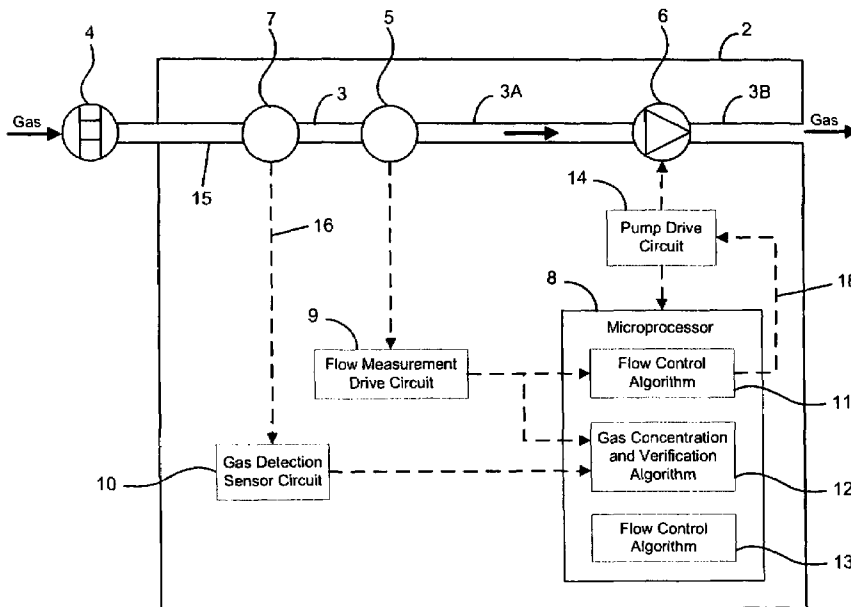 7
5
6
2
4
3
3A
3B
Gas
Gas
15
14
16
Pump Drive
Circuit
8
18
9
Microprocessor
Flow Measurement
Drive Circuit
Flow Control
Algorithm
11
Gas Concentration
and Verification
Algorithm
Gas Detection
Sensor Circuit
10
12
Flow Control
Algorithm
13